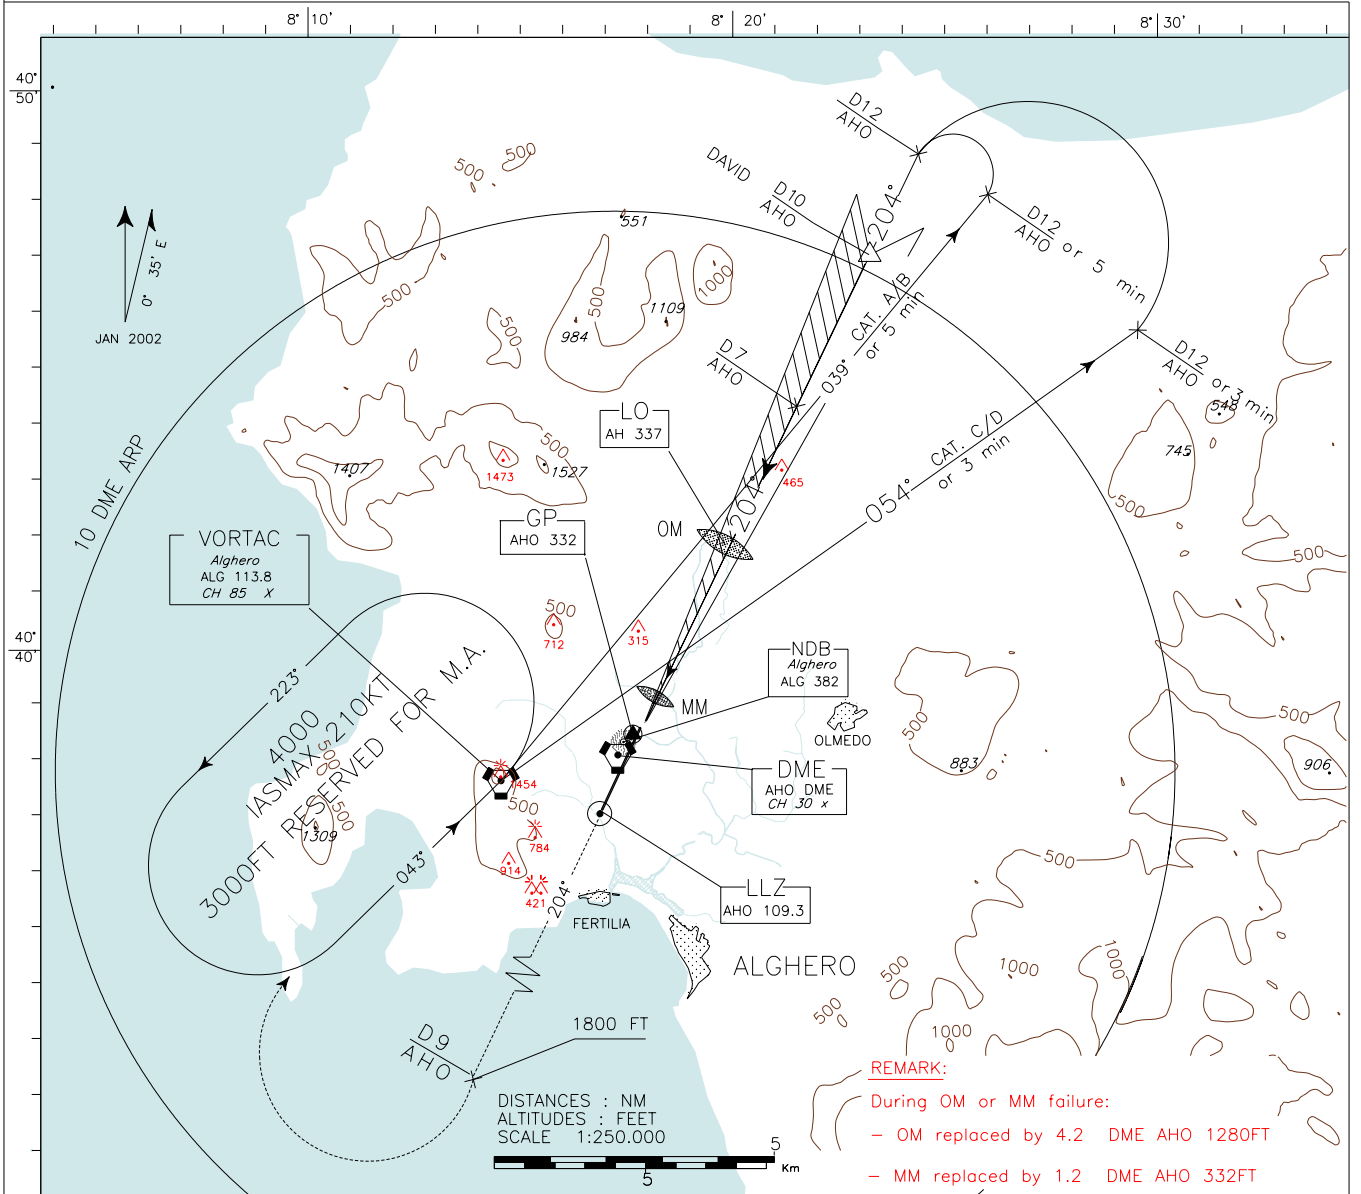 8° 10'
8° 20'
8° 30'
40°
50'
D12
AHO
DAVID
D10
AHO
204°
D12
AHO or 5 min
500
500
551
0° 35' E
JAN 2002
500
500
1000
500
1109
984
CAT. A/B
039° or 5 min
D12
AHO or 3 min
D7
AHO
548
LO
AH 337
500
745
CAT. C/D
054° or 3 min
10 DME ARP
1407
1473
1527
465
500
204°
GP
AHO 332
OM
VORTAC
Alghero
ALG 113.8
CH 85 X
500
40°
40'
500
712
315
NDB
Alghero
ALG 382
223°
4000
IASMAX 210KT
3000FT RESERVED FOR M.A.
MM
OLMEDO
500
500
883
906
DME
AHO DME
CH 30 x
500
500
1454
500
1309
784
500
043°
914
421
204°
LLZ
AHO 109.3
FERTILIA
ALGHERO
500
1000
1000
500
1000
D9
AHO
1800 FT
DISTANCES : NM
ALTITUDES : FEET
SCALE 1:250.000
5
Km
5
REMARK:
During OM or MM failure:
- OM replaced by 4.2 DME AHO 1280FT
- MM replaced by 1.2 DME AHO 332FT